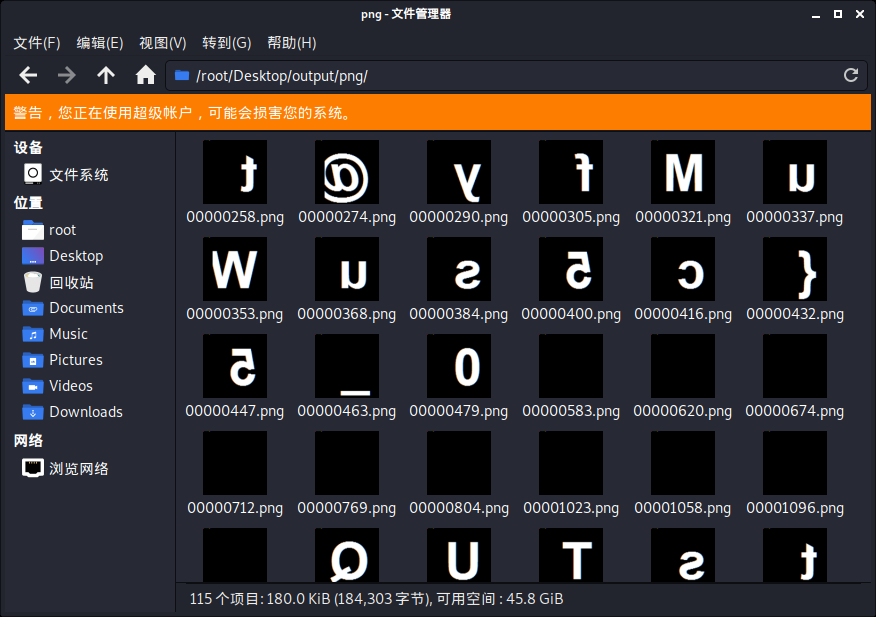 png - 文件管理器
文件(F) 编辑(E) 视图(V) 转到(G) 帮助(H)
/root/Desktop/output/png/
警告，您正在使用超级帐户，可能会损害您的系统。
设备
文件系统
位置
root
Desktop
回收站
Documents
Music
Pictures
Videos
Downloads
网络
浏览网络
t @ y f M u
00000258.png 00000274.png 00000290.png 00000305.png 00000321.png 00000337.png
W u s 5 c {
00000353.png 00000368.png 00000384.png 00000400.png 00000416.png 00000432.png
5 _ 0
00000447.png 00000463.png 00000479.png 00000583.png 00000620.png 00000674.png
00000712.png 00000769.png 00000804.png 00001023.png 00001058.png 00001096.png
Q U T s t
115 个项目: 180.0 KiB (184,303 字节), 可用空间 : 45.8 GiB